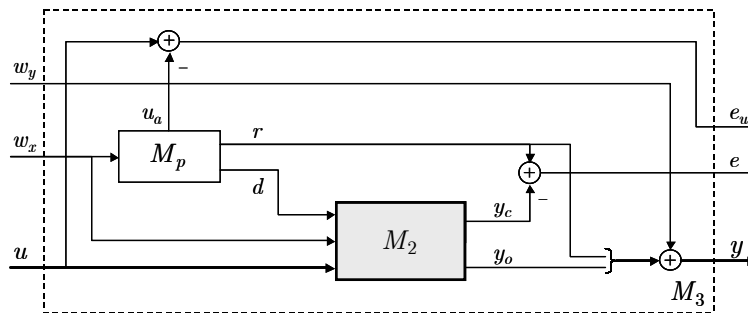 +
−
w_y
u_a
r
e_u
w_x
M_p
e
+
−
d
y_c
u
M_2
y_o
+
y
M_3